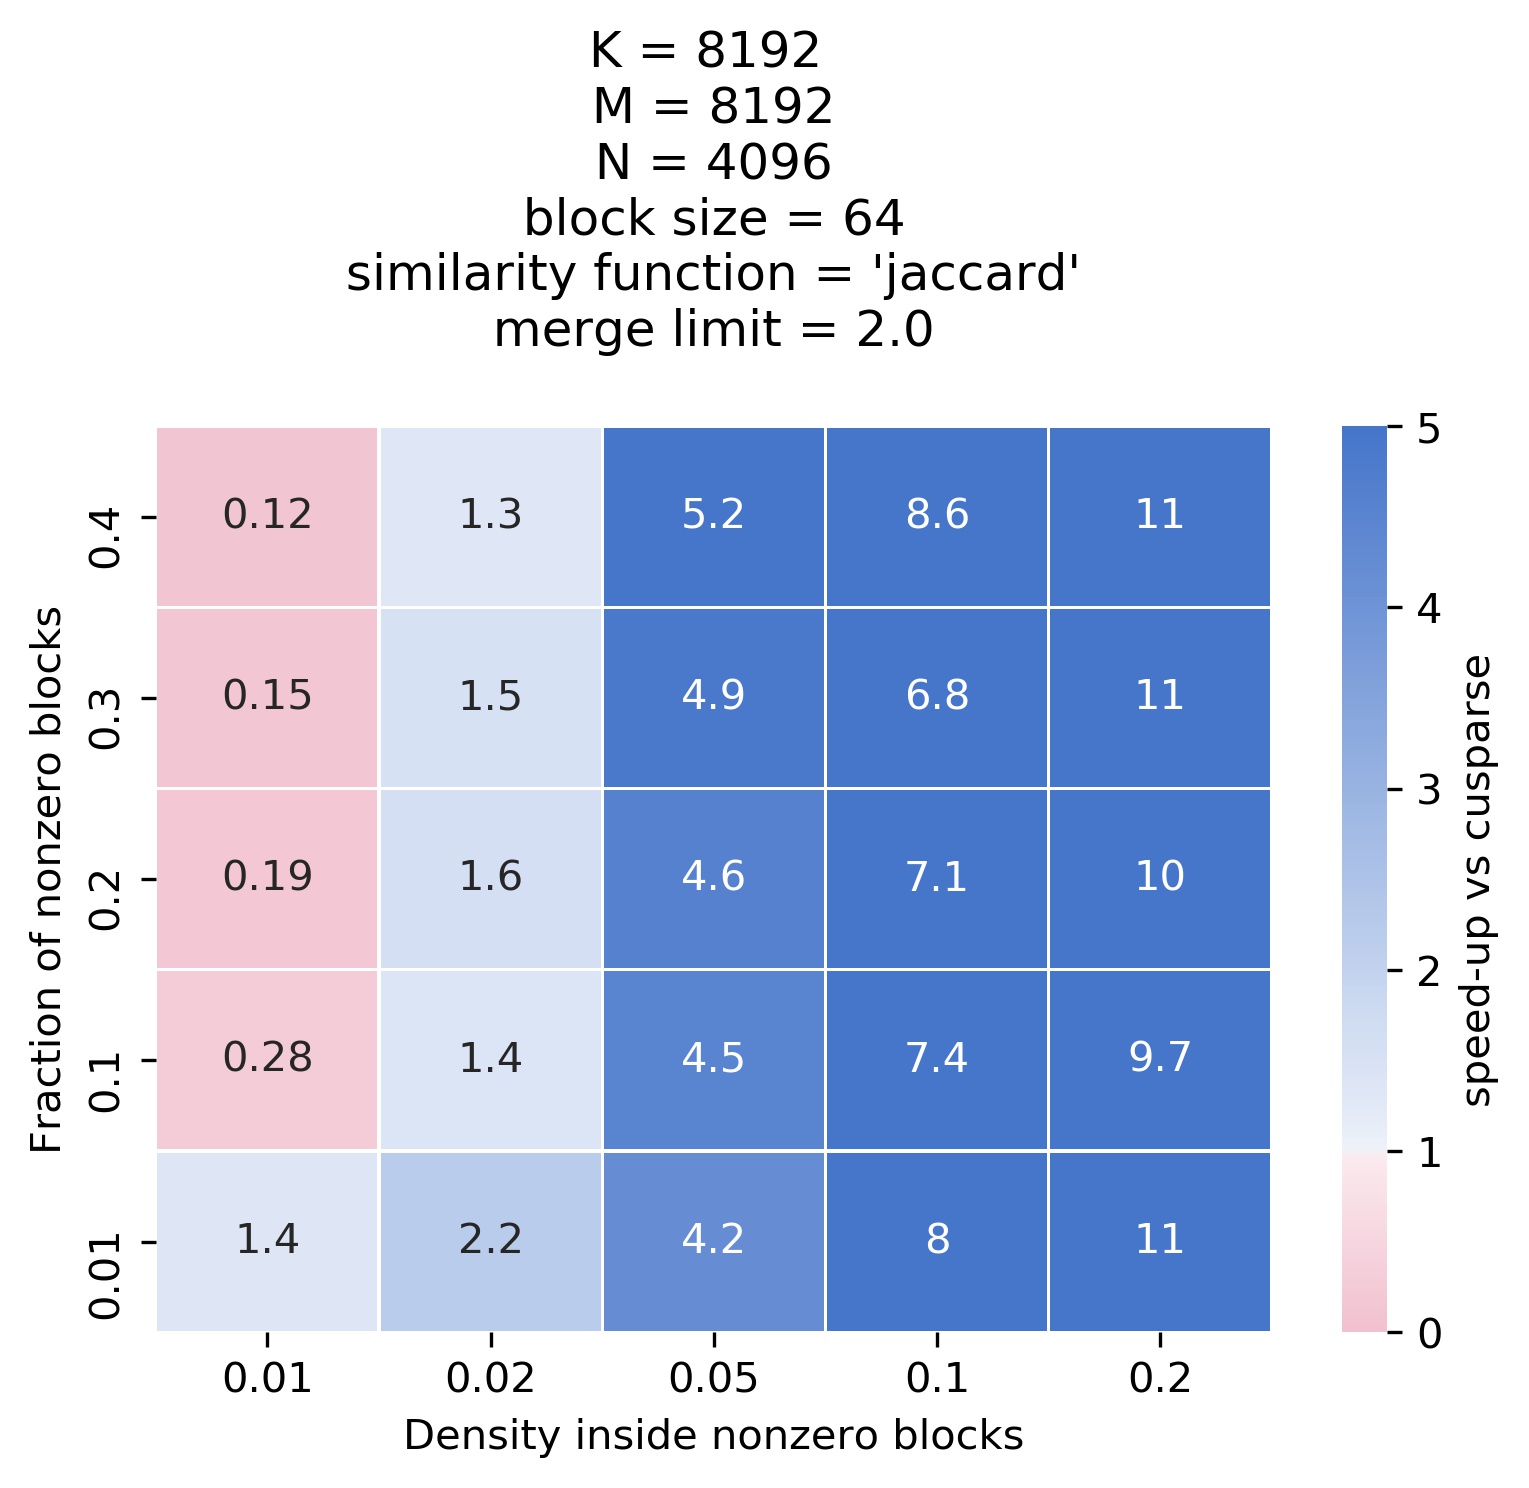 K = 8192
M = 8192
N = 4096
block size = 64
similarity function = 'jaccard'
merge limit = 2.0
Fraction of nonzero blocks
0.4 0.12 1.3 5.2 8.6 11
0.3 0.15 1.5 4.9 6.8 11
0.2 0.19 1.6 4.6 7.1 10
0.1 0.28 1.4 4.5 7.4 9.7
0.01 1.4 2.2 4.2 8 11
0.01 0.02 0.05 0.1 0.2
Density inside nonzero blocks
5
4
3
2
1
0
speed-up vs cusparse